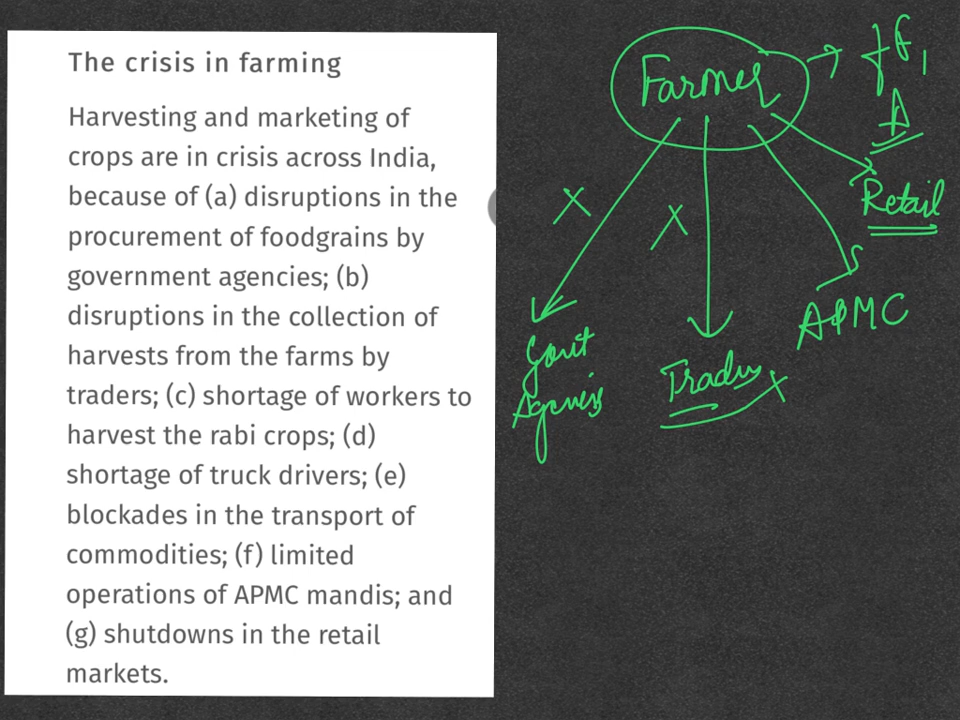 The crisis in farming
Harvesting and marketing of
crops are in crisis across India,
because of (a) disruptions in the
procurement of foodgrains by
government agencies; (b)
disruptions in the collection of
harvests from the farms by
traders; (c) shortage of workers to
harvest the rabi crops; (d)
shortage of truck drivers; (e)
blockades in the transport of
commodities; (f) limited
operations of APMC mandis; and
(g) shutdowns in the retail
markets.
Farmer
Retail
APMC
X
X
Govt